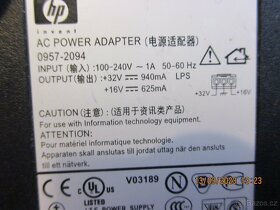 hp
invent
AC POWER ADAPTER (电源适配器)
0957-2094
INPUT (输入): 100-240V ~ 1A 50-60 Hz
OUTPUT(输出): +32V 940mA LPS
+16V 625mA
+32V +16V
CAUTION(注意): (适用于资讯类产品)
For use with Information technology equipment.
Pour matériel informatique technique.
Apparaten skall anslutas till jordat uttag när den ansluts till
ett nätverk.
V03189